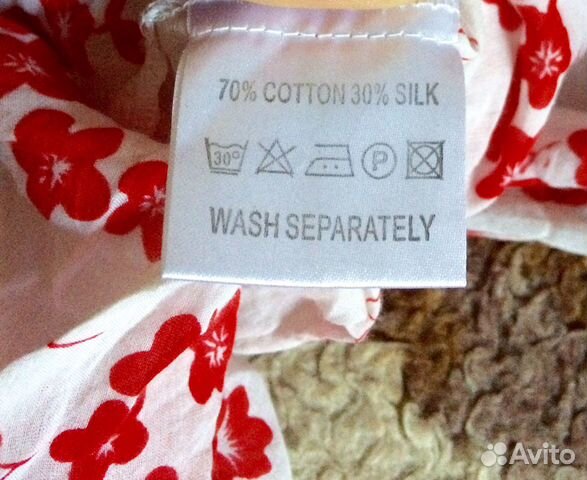 70% COTTON 30% SILK
30° P
WASH SEPARATELY
Avito